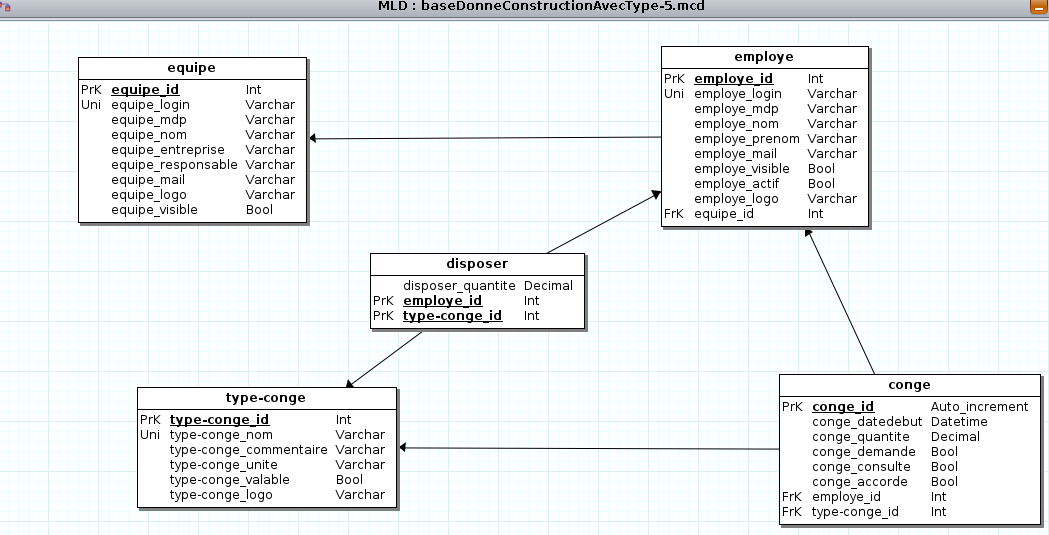 MLD : baseDonneConstructionAvecType-5.mcd
equipe
PrK equipe_id Int
Uni equipe_login Varchar
equipe_mdp Varchar
equipe_nom Varchar
equipe_entreprise Varchar
equipe_responsable Varchar
equipe_mail Varchar
equipe_logo Varchar
equipe_visible Bool
employe
PrK employe_id Int
Uni employe_login Varchar
employe_mdp Varchar
employe_nom Varchar
employe_prenom Varchar
employe_mail Varchar
employe_visible Bool
employe_actif Bool
employe_logo Varchar
FrK equipe_id Int
disposer
disposer_quantite Decimal
PrK employe_id Int
PrK type-conge_id Int
type-conge
PrK type-conge_id Int
Uni type-conge_nom Varchar
type-conge_commentaire Varchar
type-conge_unite Varchar
type-conge_valable Bool
type-conge_logo Varchar
conge
PrK conge_id Auto_increment
conge_datedebut Datetime
conge_quantite Decimal
conge_demande Bool
conge_consulte Bool
conge_accorde Bool
FrK employe_id Int
FrK type-conge_id Int